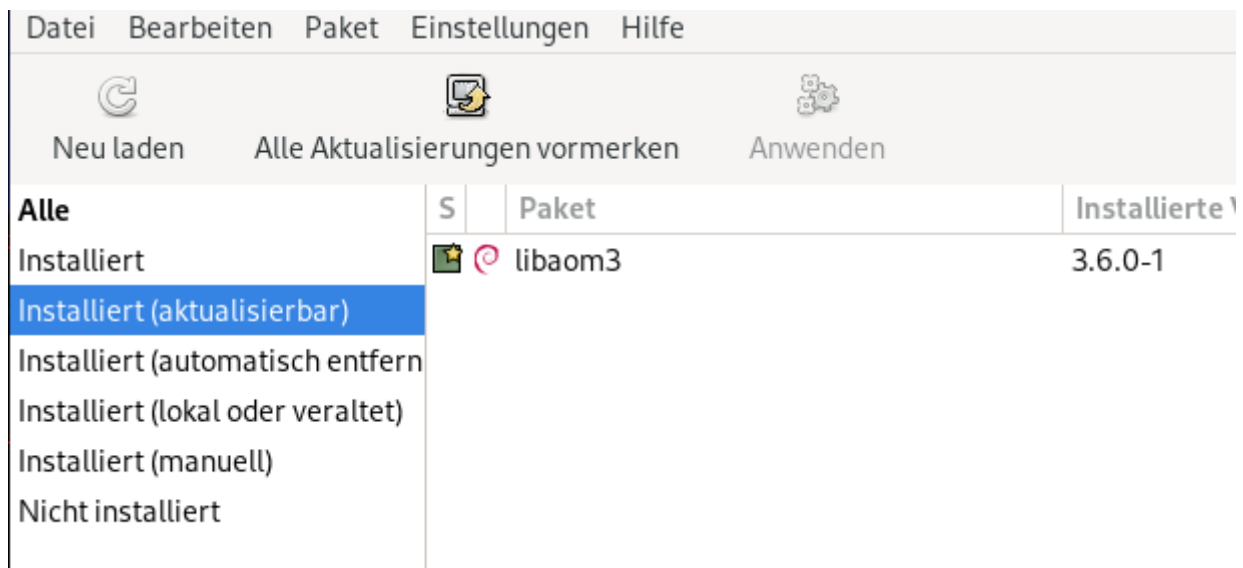 Datei Bearbeiten Paket Einstellungen Hilfe
Neu laden Alle Aktualisierungen vormerken Anwenden
Alle
Installiert
Installiert (aktualisierbar)
Installiert (automatisch entfern
Installiert (lokal oder veraltet)
Installiert (manuell)
Nicht installiert
S Paket Installierte
libaom3 3.6.0-1